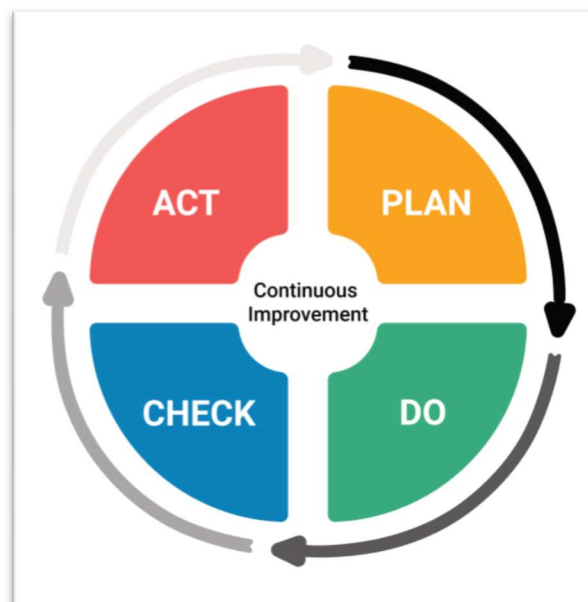 ACT
PLAN
Continuous
Improvement
CHECK
DO